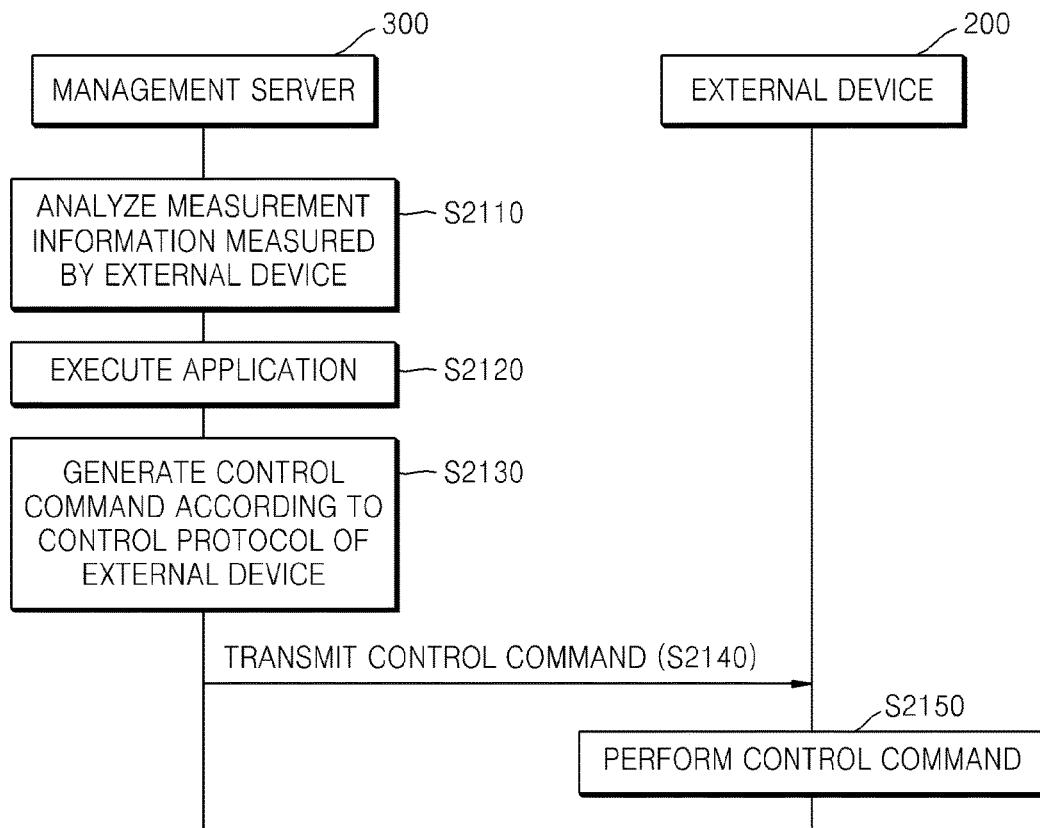 300
200
MANAGEMENT SERVER
EXTERNAL DEVICE
ANALYZE MEASUREMENT
INFORMATION MEASURED
BY EXTERNAL DEVICE
S2110
EXECUTE APPLICATION
S2120
GENERATE CONTROL
COMMAND ACCORDING TO
CONTROL PROTOCOL OF
EXTERNAL DEVICE
S2130
TRANSMIT CONTROL COMMAND (S2140)
S2150
PERFORM CONTROL COMMAND